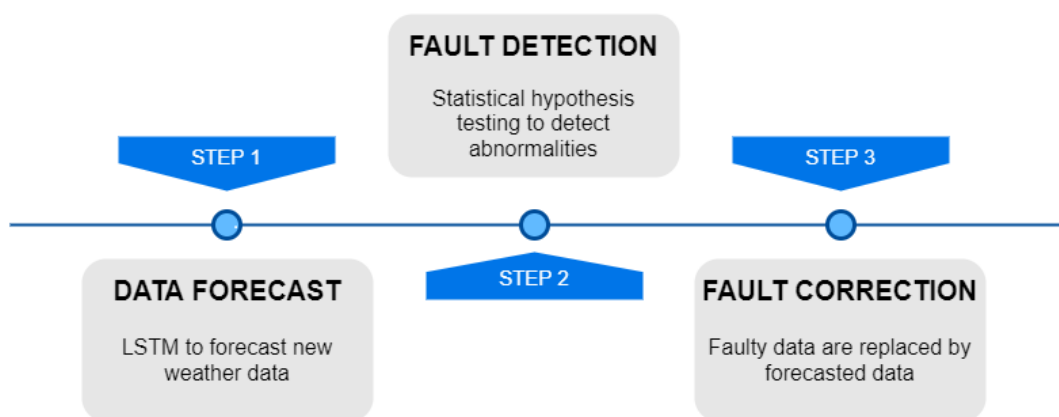 STEP 1
DATA FORECAST
LSTM to forecast new
weather data
FAULT DETECTION
Statistical hypothesis
testing to detect
abnormalities
STEP 2
STEP 3
FAULT CORRECTION
Faulty data are replaced by
forecasted data